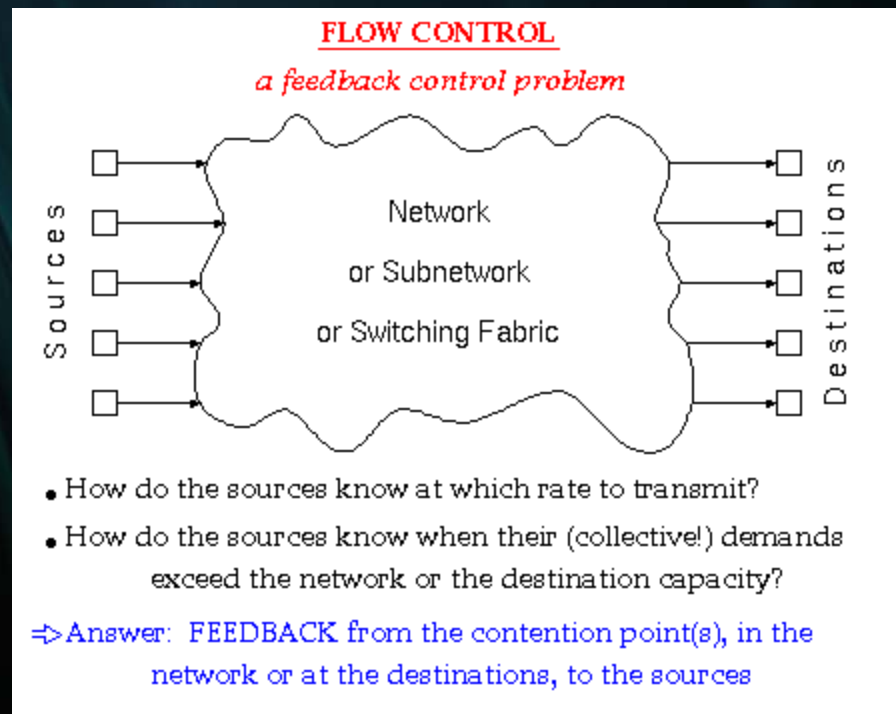 FLOW CONTROL
a feedback control problem
Sources
Network
or Subnetwork
or Switching Fabric
Destinations
• How do the sources know at which rate to transmit?
• How do the sources know when their (collective!) demands
exceed the network or the destination capacity?
=> Answer: FEEDBACK from the contention point(s), in the
network or at the destinations, to the sources